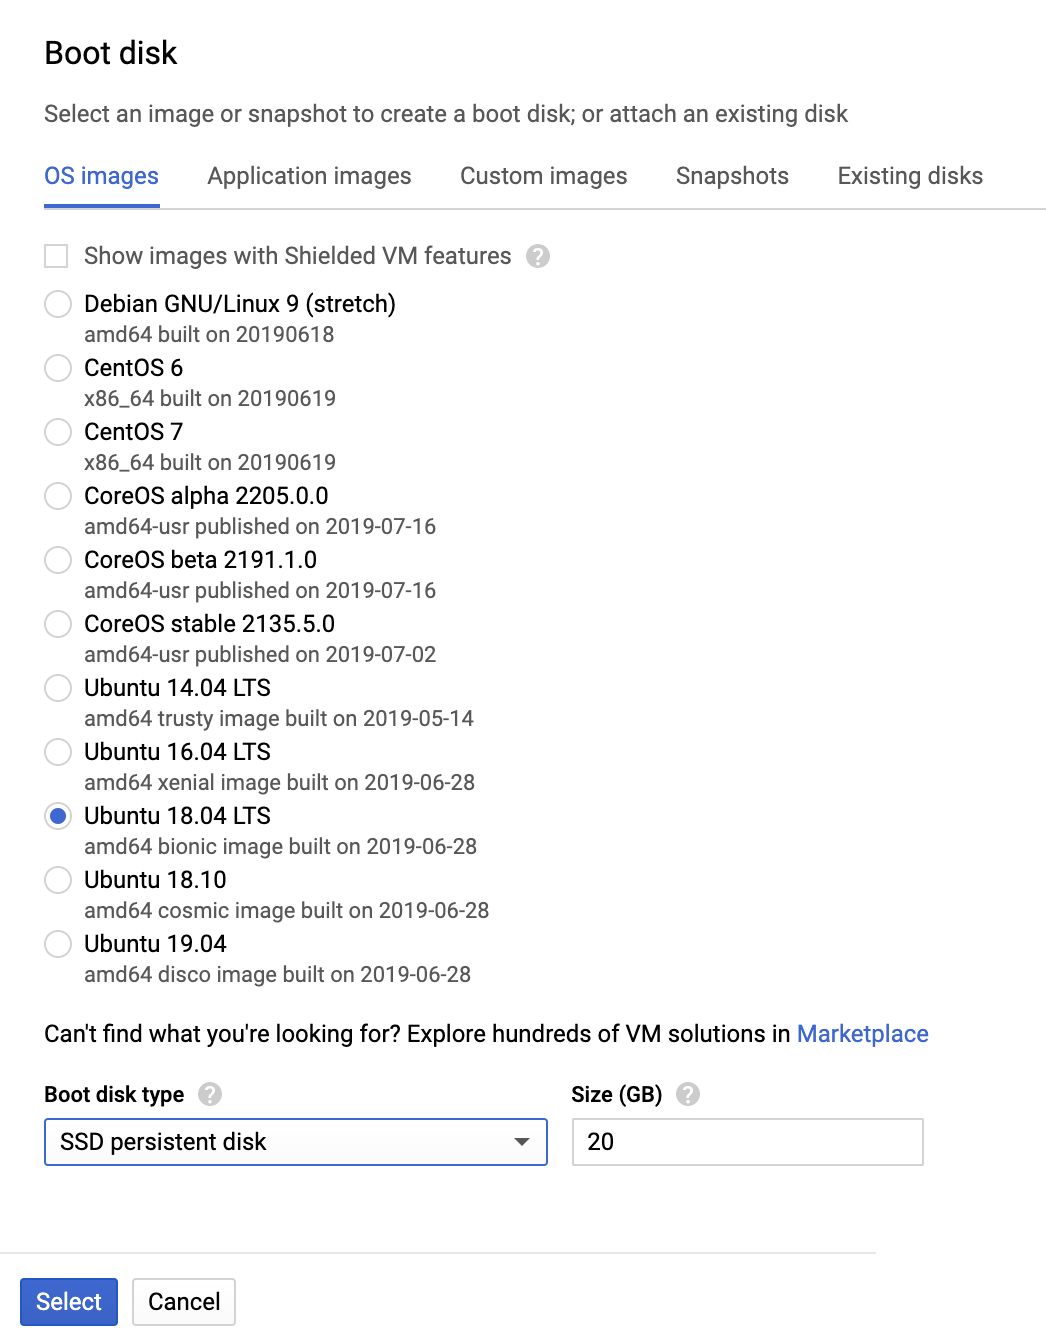 Boot disk
Select an image or snapshot to create a boot disk; or attach an existing disk
OS images Application images Custom images Snapshots Existing disks
Show images with Shielded VM features ?
Debian GNU/Linux 9 (stretch)
amd64 built on 20190618
CentOS 6
x86_64 built on 20190619
CentOS 7
x86_64 built on 20190619
CoreOS alpha 2205.0.0
amd64-usr published on 2019-07-16
CoreOS beta 2191.1.0
amd64-usr published on 2019-07-16
CoreOS stable 2135.5.0
amd64-usr published on 2019-07-02
Ubuntu 14.04 LTS
amd64 trusty image built on 2019-05-14
Ubuntu 16.04 LTS
amd64 xenial image built on 2019-06-28
Ubuntu 18.04 LTS
amd64 bionic image built on 2019-06-28
Ubuntu 18.10
amd64 cosmic image built on 2019-06-28
Ubuntu 19.04
amd64 disco image built on 2019-06-28
Can't find what you're looking for? Explore hundreds of VM solutions in Marketplace
Boot disk type ? Size (GB) ?
SSD persistent disk 20
Select Cancel